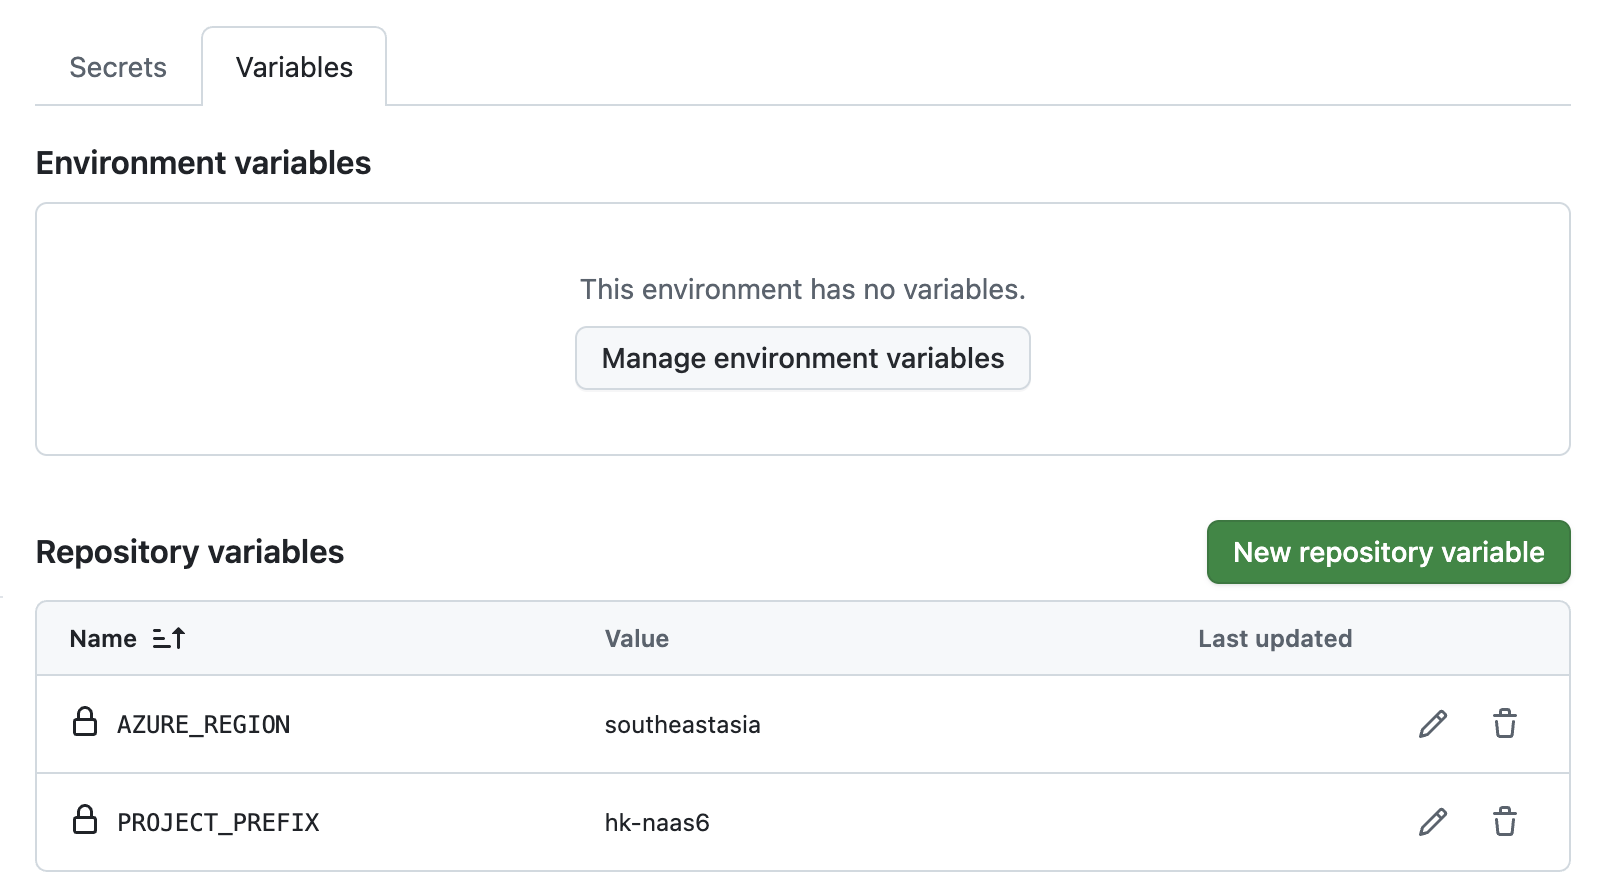 Secrets Variables
Environment variables
This environment has no variables.
Manage environment variables
Repository variables New repository variable
Name Value Last updated
AZURE_REGION southeastasia
PROJECT_PREFIX hk-naas6